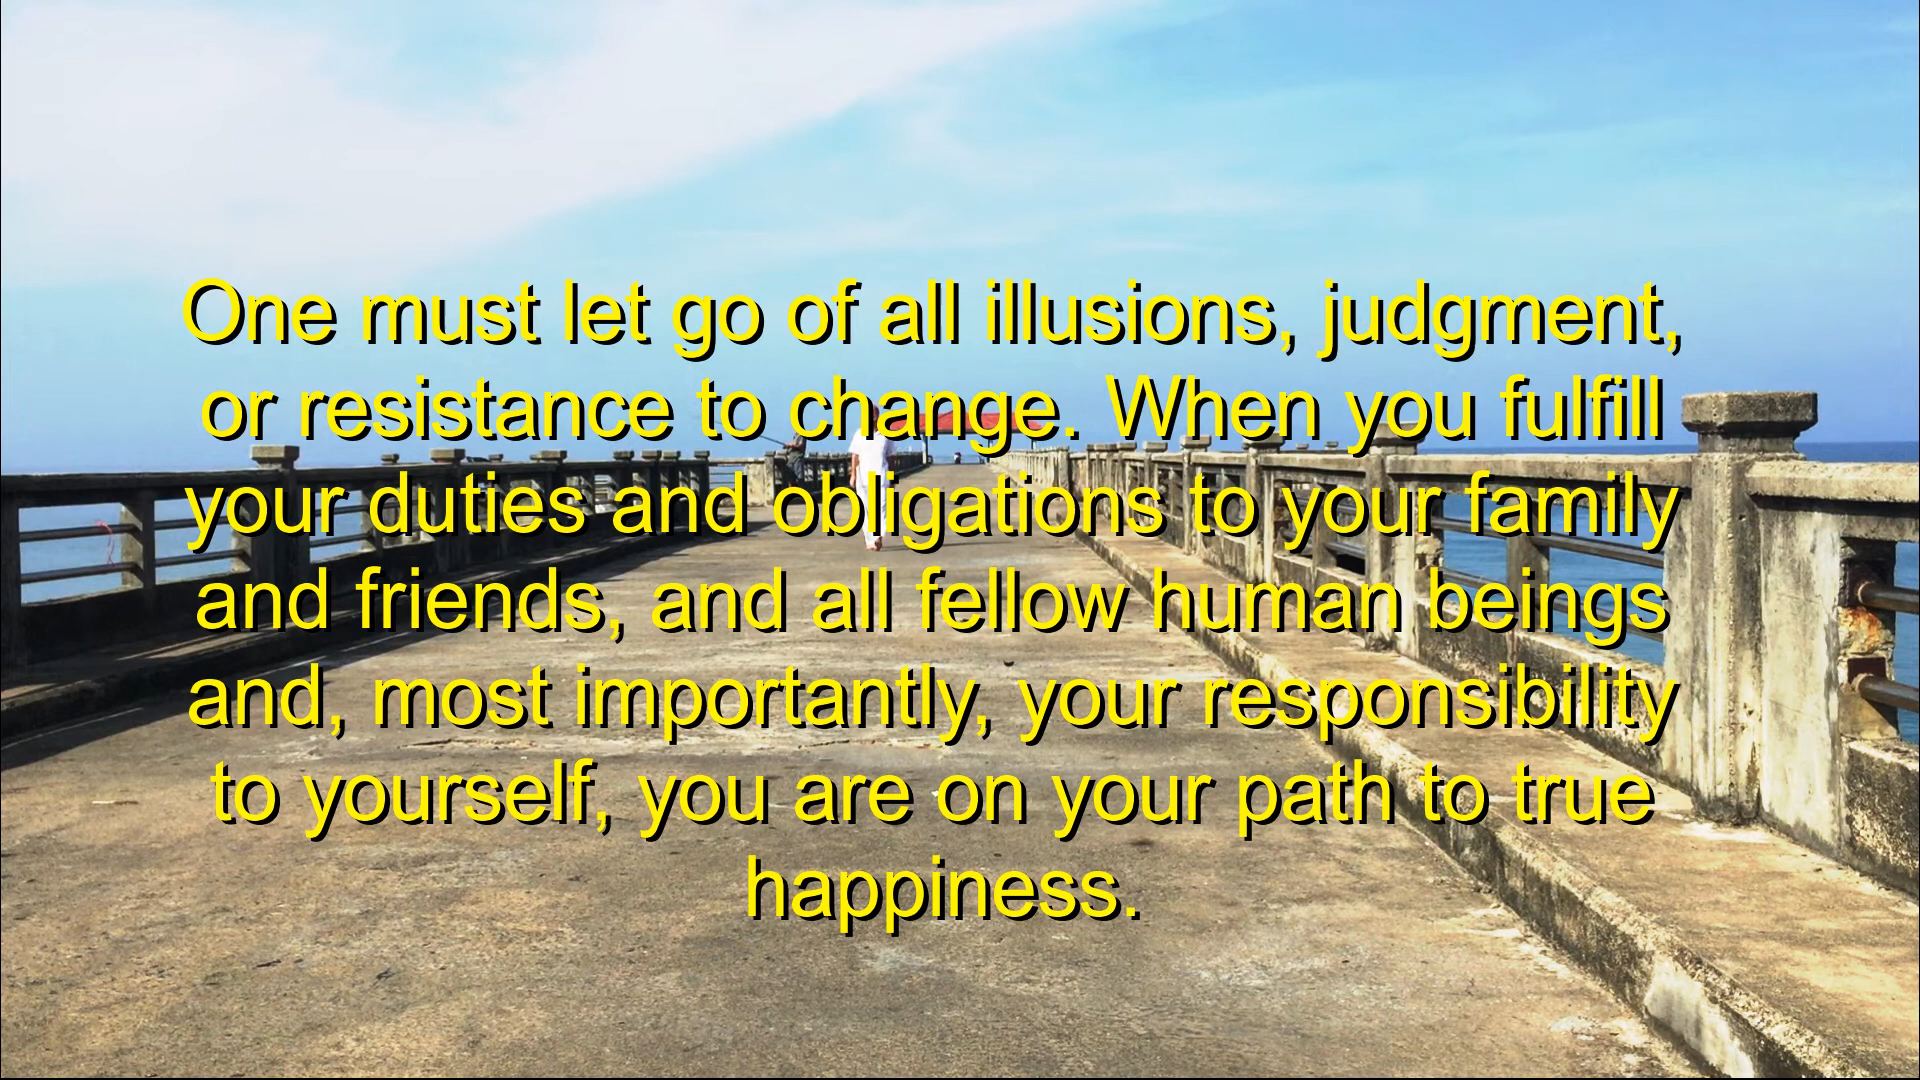 One must let go of all illusions, judgment,
or resistance to change. When you fulfill
your duties and obligations to your family
and friends, and all fellow human beings
and, most importantly, your responsibility
to yourself, you are on your path to true
happiness.